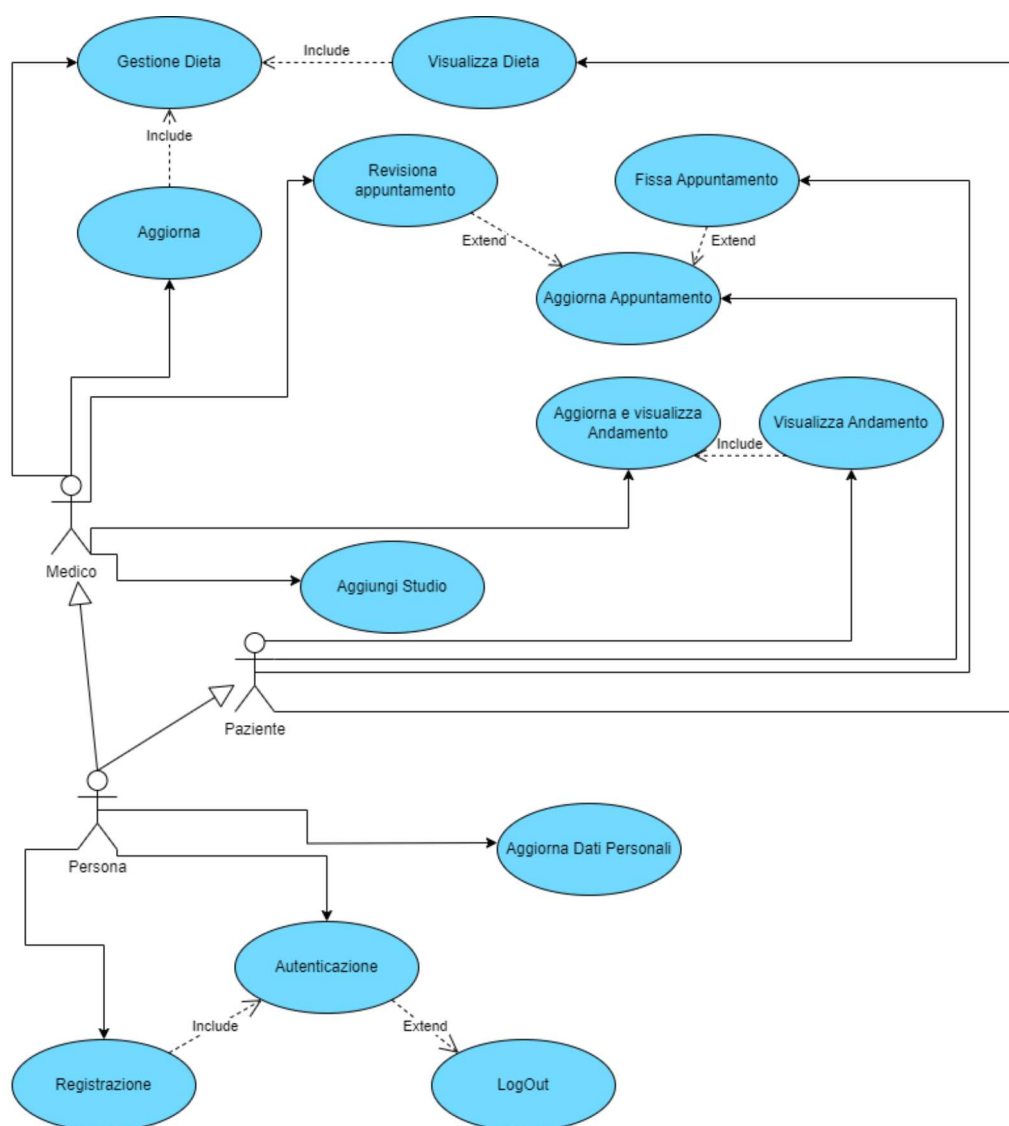 Gestione Dieta
Include
Visualizza Dieta
Include
Revisiona
appuntamento
Fissa Appuntamento
Aggiorna
Extend
Extend
Aggiorna Appuntamento
Aggiorna e visualizza
Andamento
Include
Visualizza Andamento
Medico
Aggiungi Studio
Paziente
Aggiorna Dati Personali
Persona
Autenticazione
Include
Extend
Registrazione
LogOut